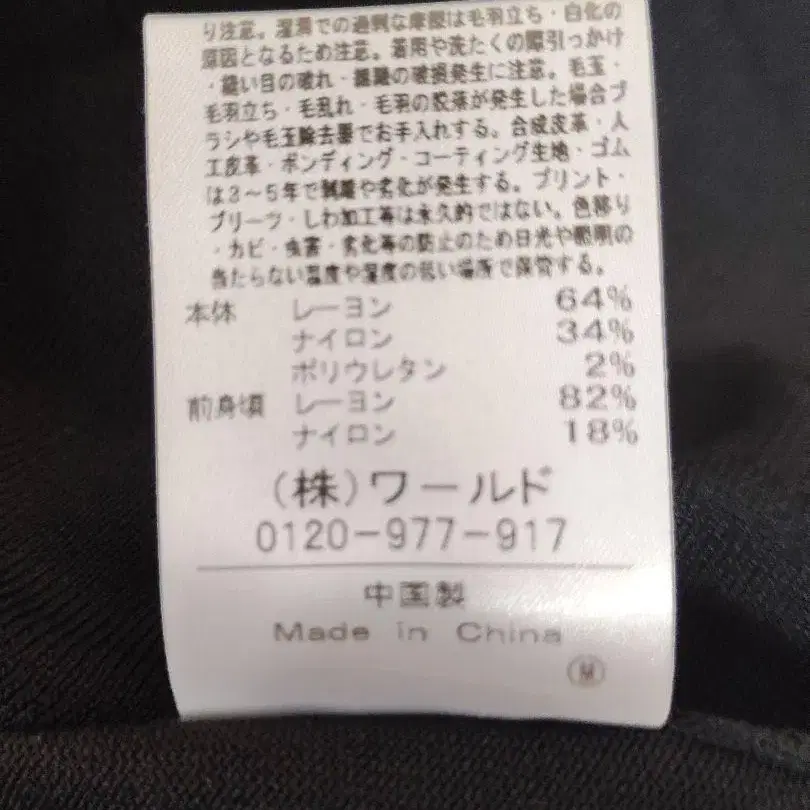 り注意。湿潤での過剰な摩擦は毛羽立ち・白化の
原因となるため注意。着用や洗たくの際引っかけ
・縫い目の破れ・繊維の破損発生に注意。毛玉・
毛羽立ち・毛乱れ・毛羽の脱落が発生した場合ブ
ラシや毛玉除去器でお手入れする。合成皮革・人
工皮革・ボンディング・コーティング生地・ゴム
は3~5年で剥離や劣化が発生する。プリント・
プリーツ・しわ加工等は永久的ではない。色移り
・カビ・虫害・劣化等の防止のため日光や照明の
当たらない温度や湿度の低い場所で保管する。
本体 レーヨン 64%
ナイロン 34%
ポリウレタン 2%
前身頃 レーヨン 82%
ナイロン 18%
(株)ワールド
0120-977-917
中国製
Made in China
M